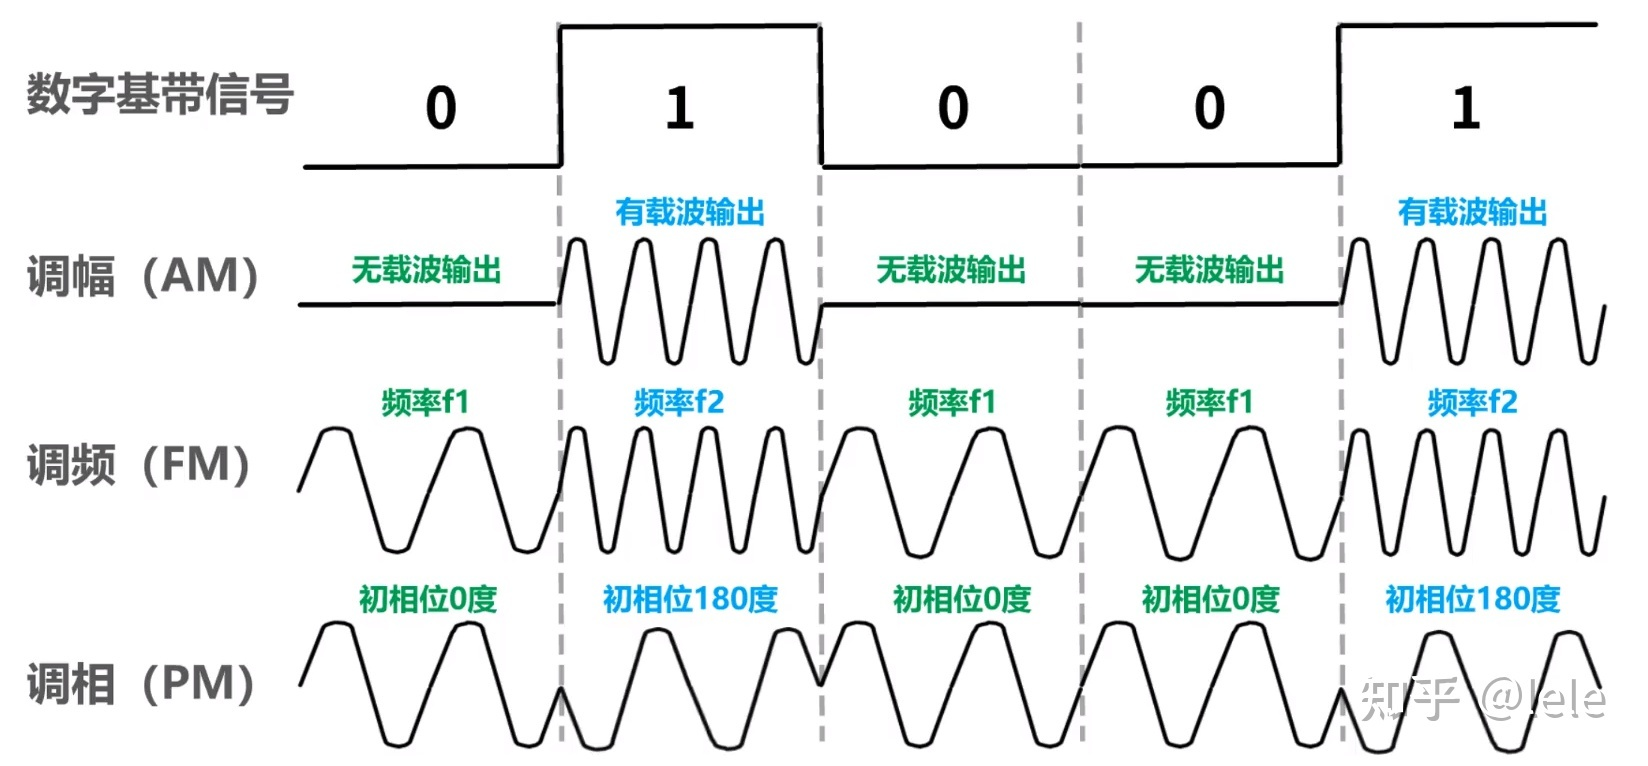 数字基带信号
0 1 0 0 1
有载波输出 有载波输出
调幅（AM） 无载波输出 无载波输出 无载波输出
频率f1 频率f2 频率f1 频率f1 频率f2
调频（FM）
初相位0度 初相位180度 初相位0度 初相位0度 初相位180度
调相（PM）
知乎 @lele